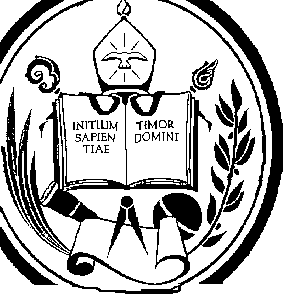 INITIUM
SAPIEN
TIAE
TIMOR
DOMINI